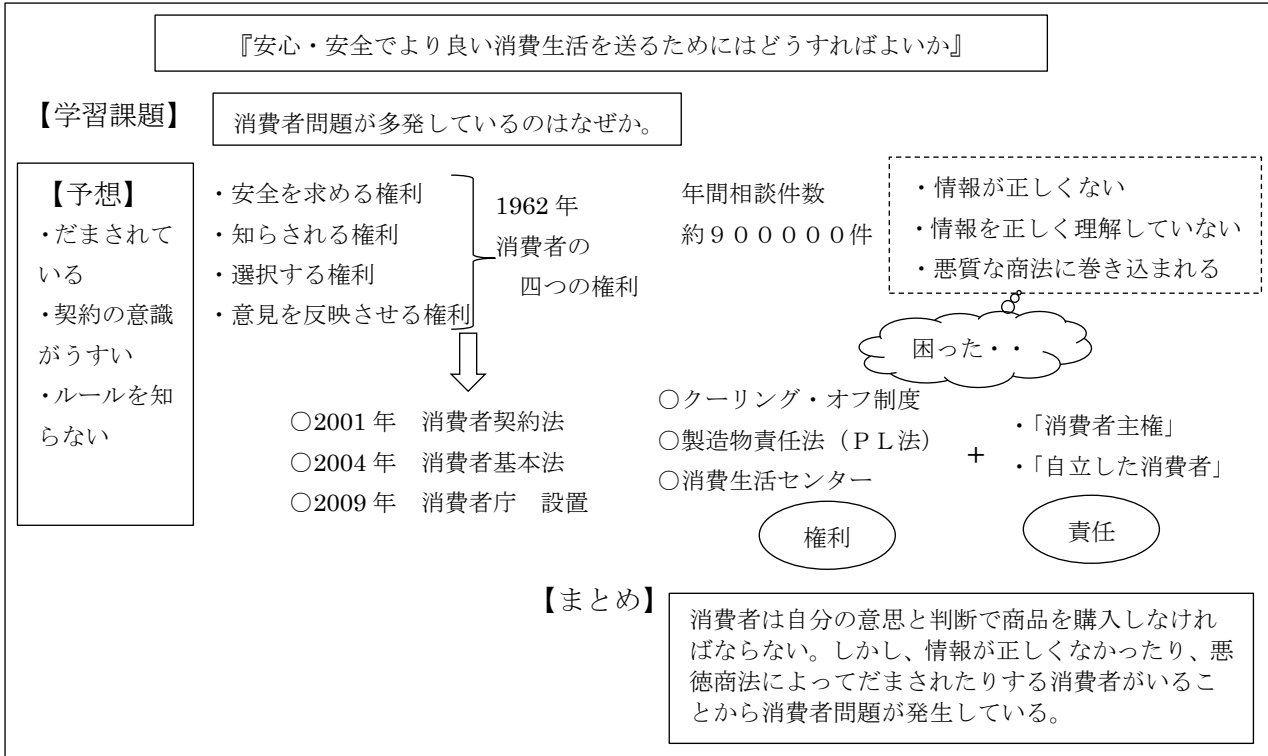 『安心・安全でより良い消費生活を送るためにはどうすればよいか』
【学習課題】
消費者問題が多発しているのはなぜか。
【予想】
・だまされて
いる
・契約の意識
がうすい
・ルールを知
らない
・安全を求める権利
・知らされる権利
・選択する権利
・意見を反映させる権利
1962 年
消費者の
四つの権利
年間相談件数
約９０００００件
・情報が正しくない
・情報を正しく理解していない
・悪質な商法に巻き込まれる
困った・・
〇2001 年　消費者契約法
〇2004 年　消費者基本法
〇2009 年　消費者庁　設置
〇クーリング・オフ制度
〇製造物責任法（ＰＬ法）
〇消費生活センター
+
・「消費者主権」
・「自立した消費者」
権利
責任
【まとめ】
消費者は自分の意思と判断で商品を購入しなけれ
ばならない。しかし、情報が正しくなかったり、悪
徳商法によってだまされたりする消費者がいるこ
とから消費者問題が発生している。